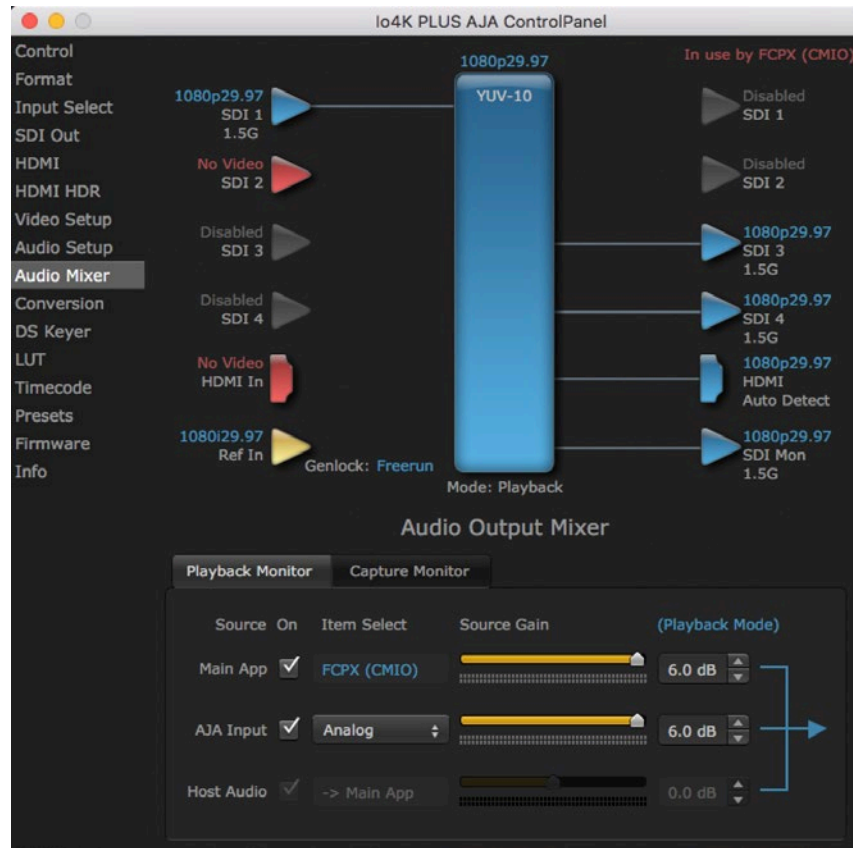 Io4K PLUS AJA ControlPanel
Control
Format
Input Select
SDI Out
HDMI
HDMI HDR
Video Setup
Audio Setup
Audio Mixer
Conversion
DS Keyer
LUT
Timecode
Presets
Firmware
Info
1080p29.97
SDI 1
1.5G
No Video
SDI 2
Disabled
SDI 3
Disabled
SDI 4
No Video
HDMI In
1080i29.97
Ref In
Genlock: Freerun
1080p29.97
YUV-10
Mode: Playback
In use by FCPX (CMIO)
Disabled
SDI 1
Disabled
SDI 2
1080p29.97
SDI 3
1.5G
1080p29.97
SDI 4
1.5G
1080p29.97
HDMI
Auto Detect
1080p29.97
SDI Mon
1.5G
Audio Output Mixer
Playback Monitor Capture Monitor
Source On Item Select Source Gain (Playback Mode)
Main App FCPX (CMIO) 6.0 dB
AJA Input Analog 6.0 dB
Host Audio -> Main App 0.0 dB